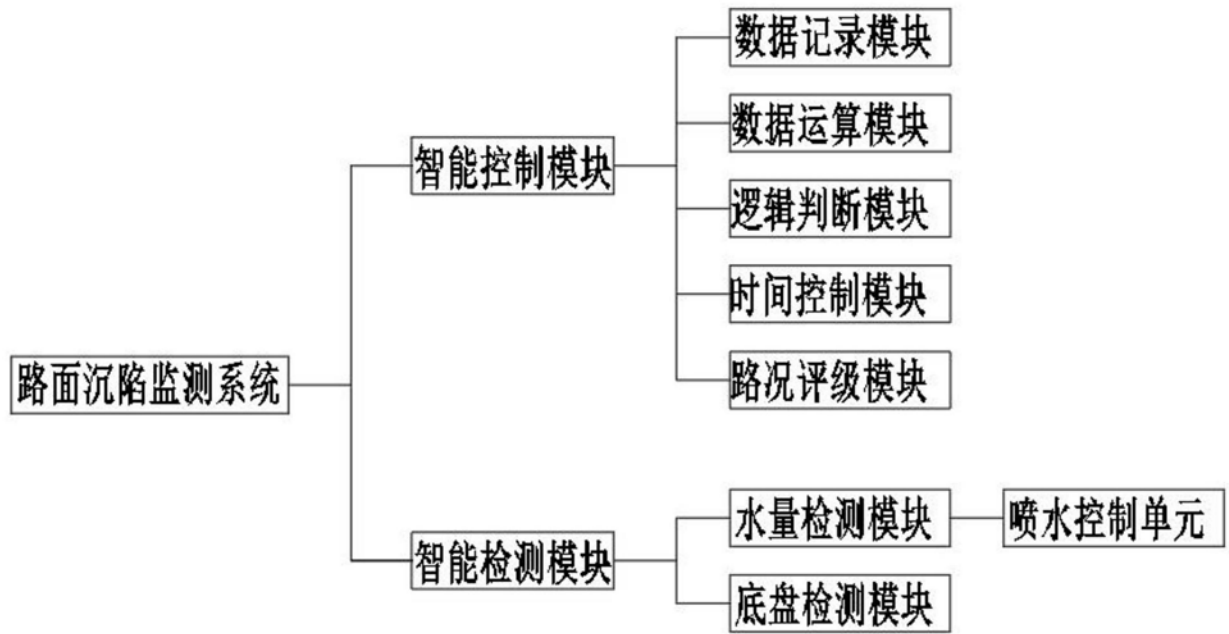 数据记录模块
数据运算模块
智能控制模块
逻辑判断模块
时间控制模块
路面沉陷监测系统
路况评级模块
水量检测模块
喷水控制单元
智能检测模块
底盘检测模块